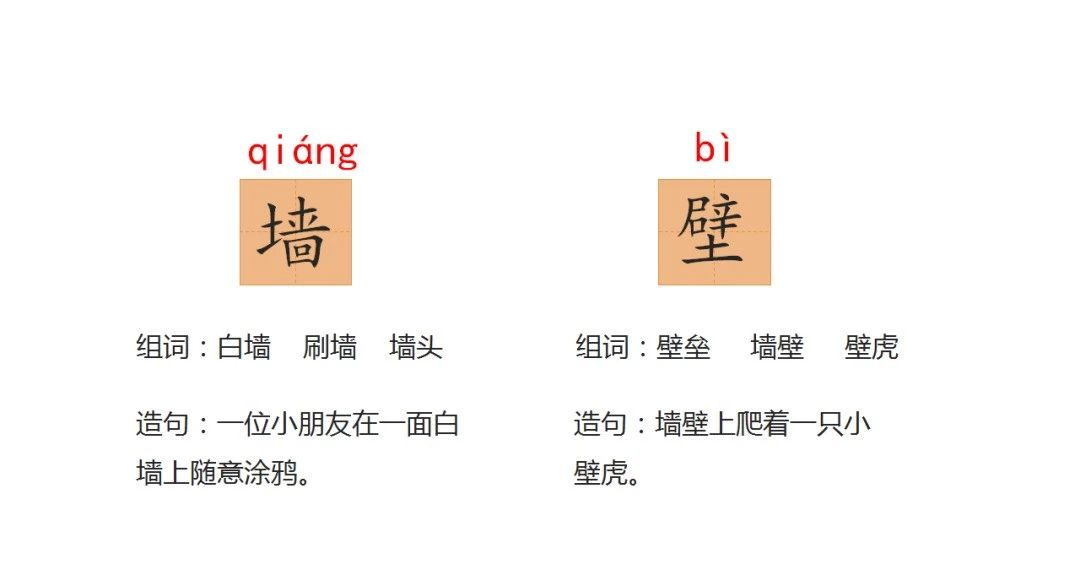 qiáng
墙
组词：白墙 刷墙 墙头
造句：一位小朋友在一面白
墙上随意涂鸦。
bì
壁
组词：壁垒 墙壁 壁虎
造句：墙壁上爬着一只小
壁虎。